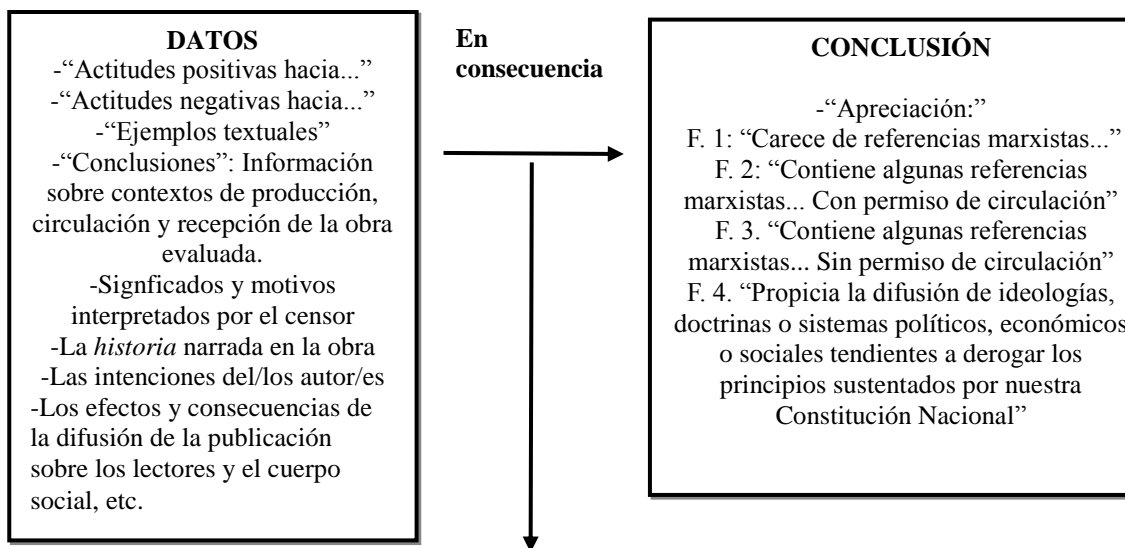 DATOS
-“Actitudes positivas hacia...”
-“Actitudes negativas hacia...”
-“Ejemplos textuales”
-“Conclusiones”: Información
sobre contextos de producción,
circulación y recepción de la obra
evaluada.
-Signficados y motivos
interpretados por el censor
-La historia narrada en la obra
-Las intenciones del/los autor/es
-Los efectos y consecuencias de
la difusión de la publicación
sobre los lectores y el cuerpo
social, etc.
En
consecuencia
CONCLUSIÓN
-“Apreciación:”
F. 1: “Carece de referencias marxistas...”
F. 2: “Contiene algunas referencias
marxistas... Con permiso de circulación”
F. 3. “Contiene algunas referencias
marxistas... Sin permiso de circulación”
F. 4. “Propicia la difusión de ideologías,
doctrinas o sistemas políticos, económicos
o sociales tendientes a derogar los
principios sustentados por nuestra
Constitución Nacional”